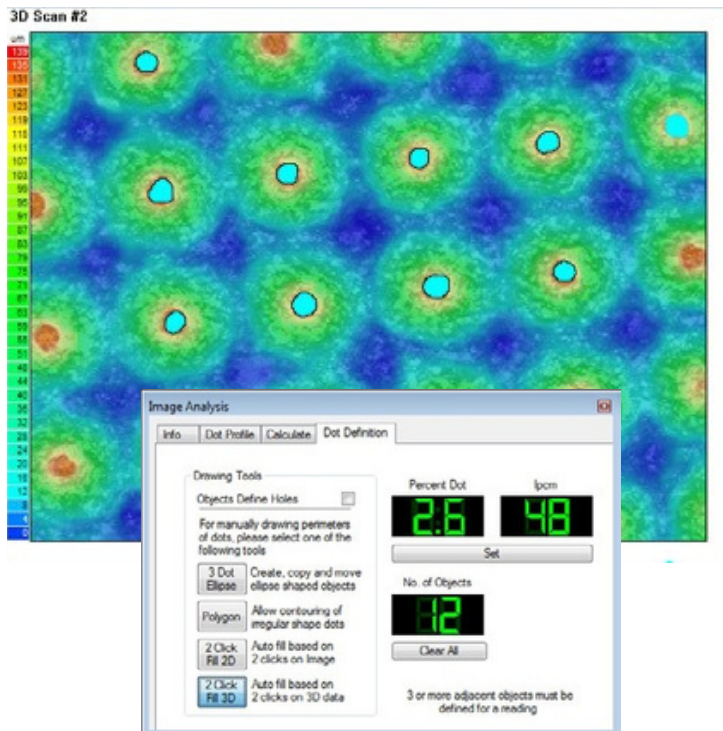 3D Scan #2
um
139
135
131
127
123
119
115
111
107
103
99
95
91
87
83
79
75
71
67
63
59
55
51
48
44
40
36
32
28
24
20
16
12
8
4
0
Image Analysis
Info
Dot Profile
Calculate
Dot Definition
Drawing Tools
Objects Define Holes
For manually drawing perimeters
of dots, please select one of the
following tools
3 Dot
Ellipse
Create, copy and move
ellipse shaped objects
Polygon
Allow contouring of
irregular shape dots
2 Click
Fill 2D
Auto fill based on
2 clicks on Image
2 Click
Fill 3D
Auto fill based on
2 clicks on 3D data
Percent Dot
lpcm
2.6
48
Set
No. of Objects
12
Clear All
3 or more adjacent objects must be
defined for a reading